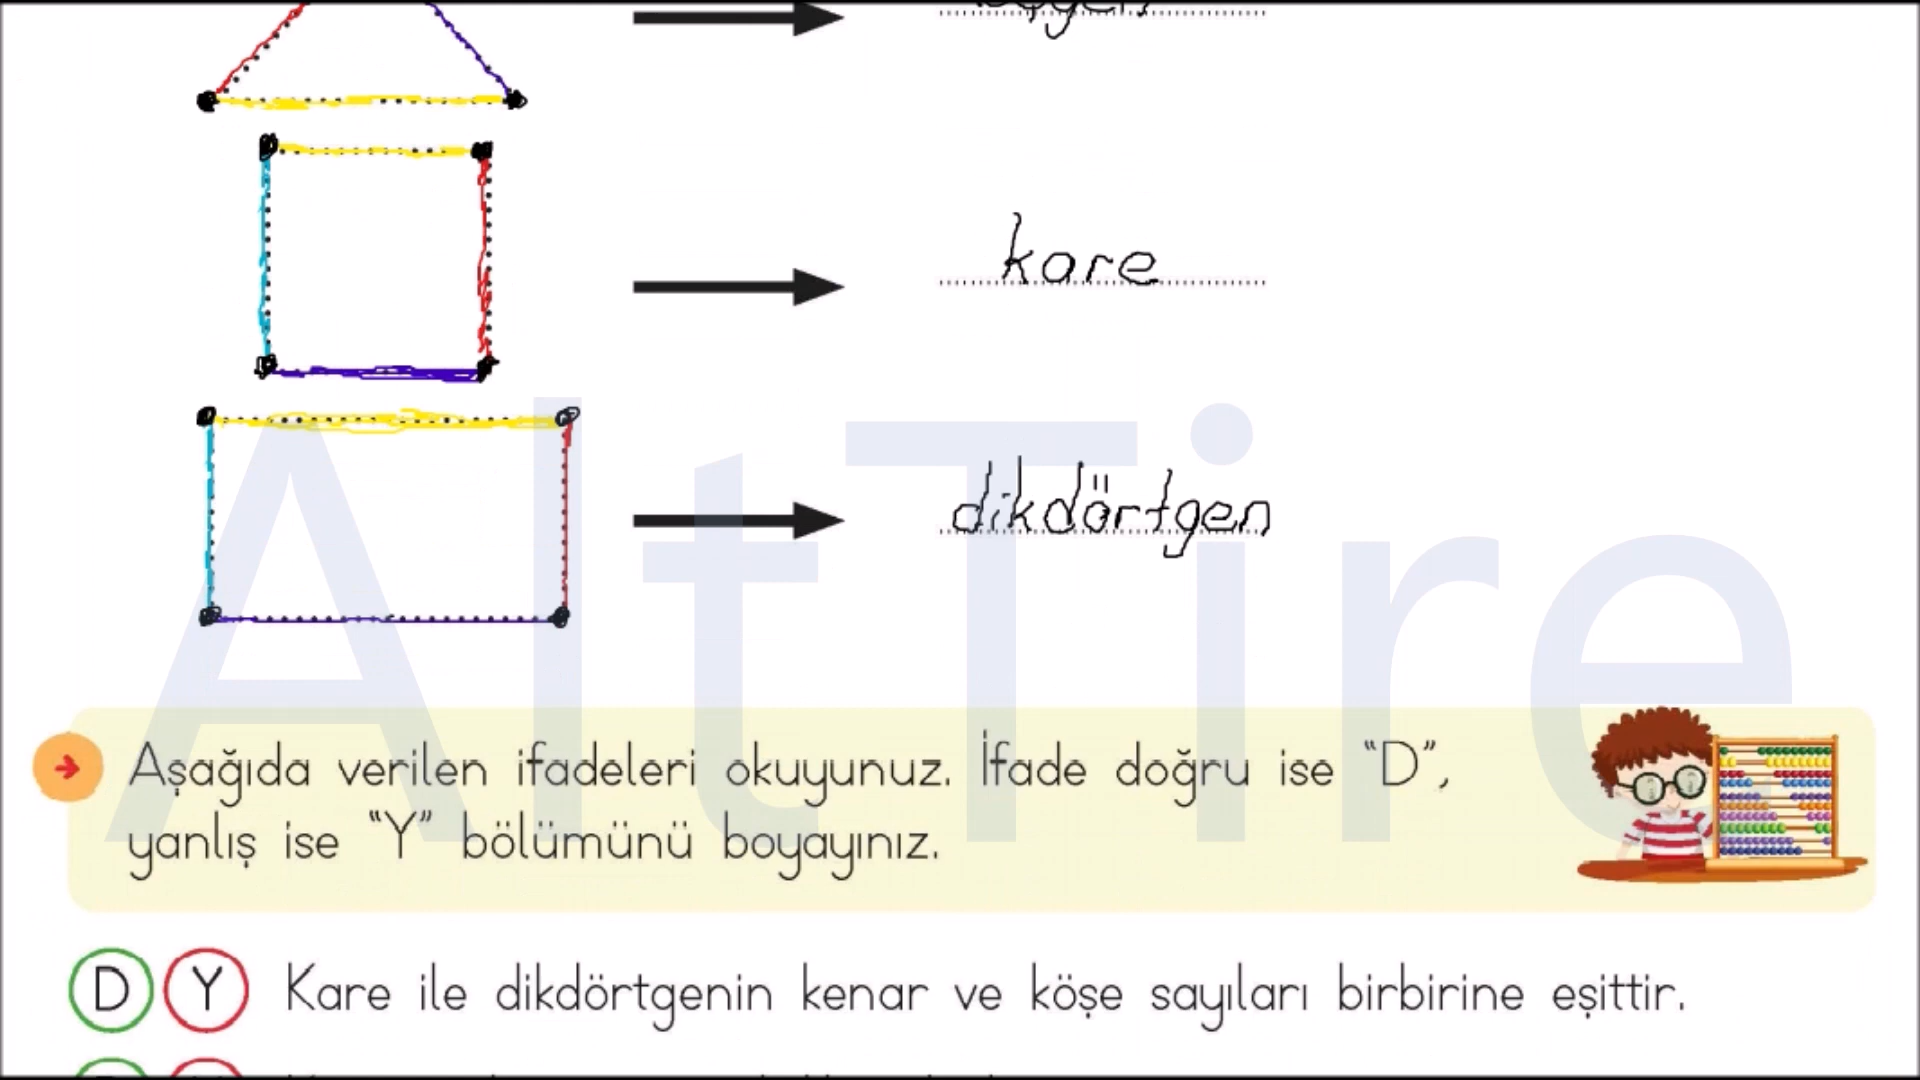 kare
dikdörtgen
AltTire
Aşağıda verilen ifadeleri okuyunuz. İfade doğru ise “D”,
yanlış ise “Y” bölümünü boyayınız.
D Y Kare ile dikdörtgenin kenar ve köşe sayıları birbirine eşittir.